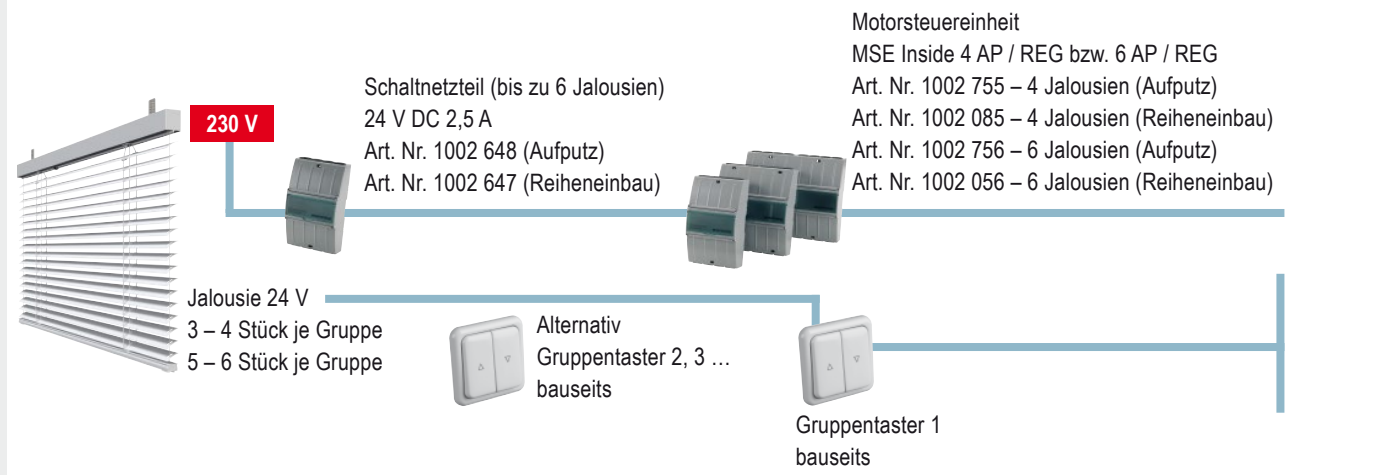 Motorsteuereinheit
MSE Inside 4 AP / REG bzw. 6 AP / REG
Art. Nr. 1002 755 – 4 Jalousien (Aufputz)
Art. Nr. 1002 085 – 4 Jalousien (Reiheneinbau)
Art. Nr. 1002 756 – 6 Jalousien (Aufputz)
Art. Nr. 1002 056 – 6 Jalousien (Reiheneinbau)
Schaltnetzteil (bis zu 6 Jalousien)
24 V DC 2,5 A
Art. Nr. 1002 648 (Aufputz)
Art. Nr. 1002 647 (Reiheneinbau)
230 V
Jalousie 24 V
3 – 4 Stück je Gruppe
5 – 6 Stück je Gruppe
Alternativ
Gruppentaster 2, 3 …
bauseits
Gruppentaster 1
bauseits